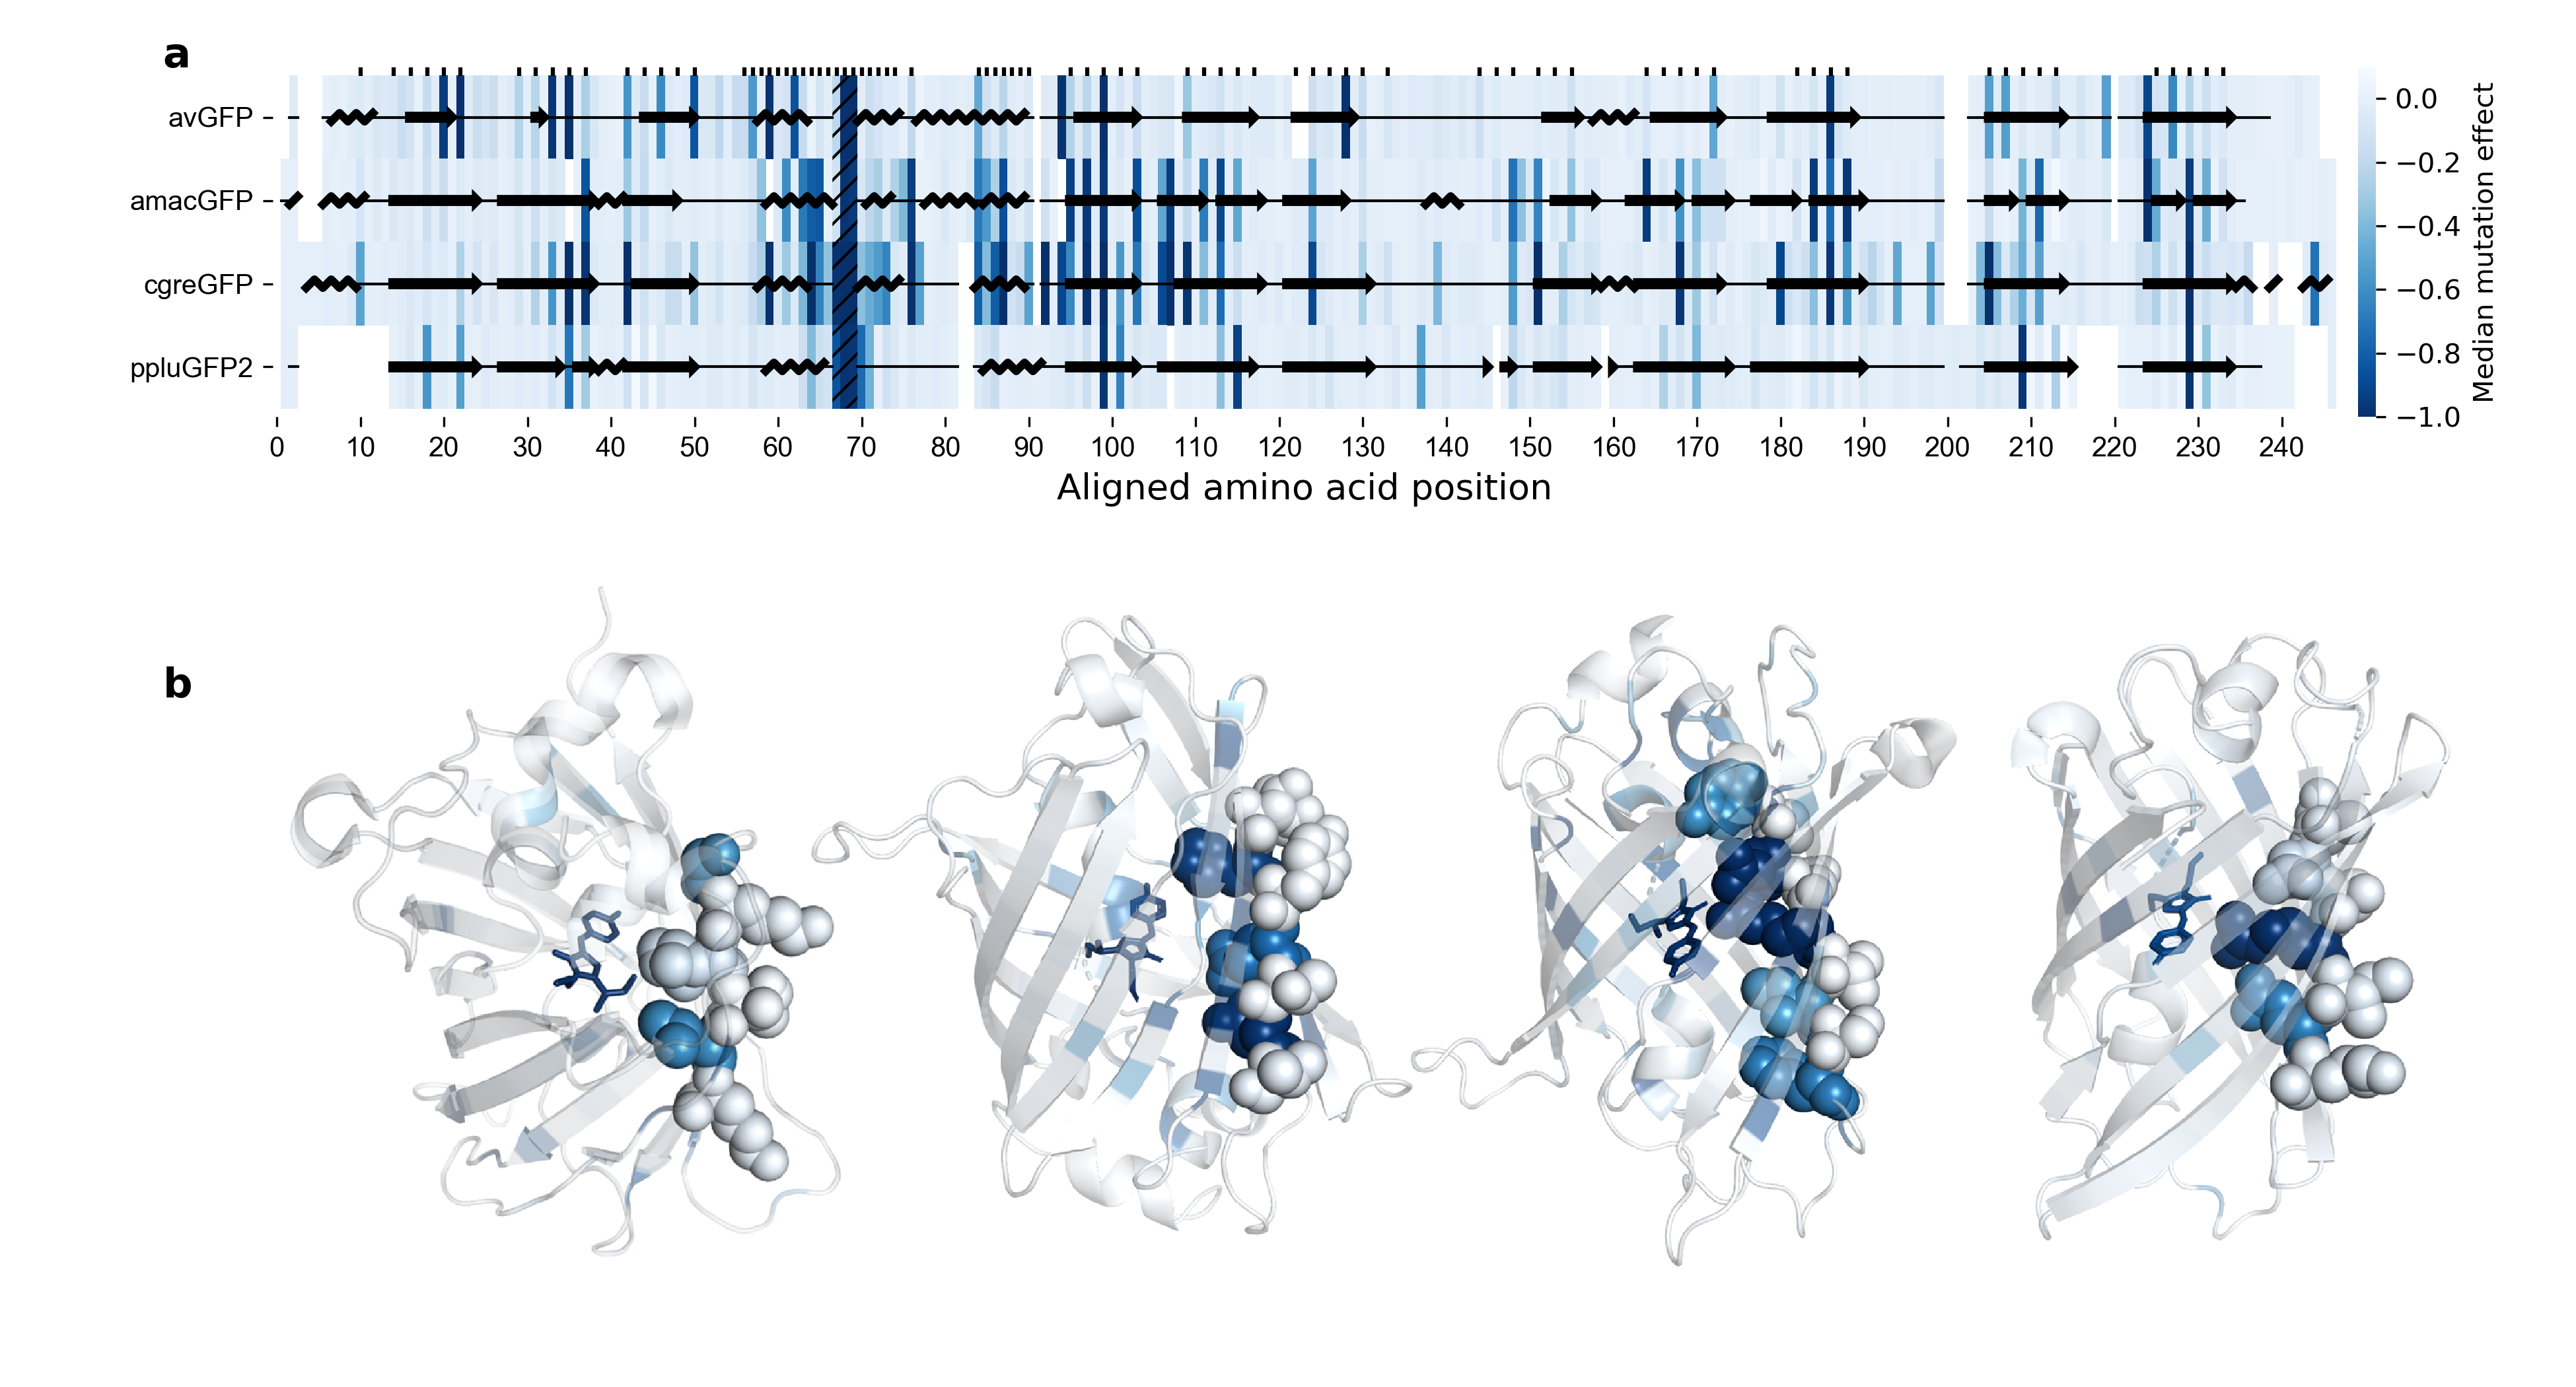 a
avGFP
amacGFP
cgreGFP
ppluGFP2
0 10 20 30 40 50 60 70 80 90 100 110 120 130 140 150 160 170 180 190 200 210 220 230 240
Aligned amino acid position
0.0
−0.2
−0.4
−0.6
−0.8
−1.0
Median mutation effect
b